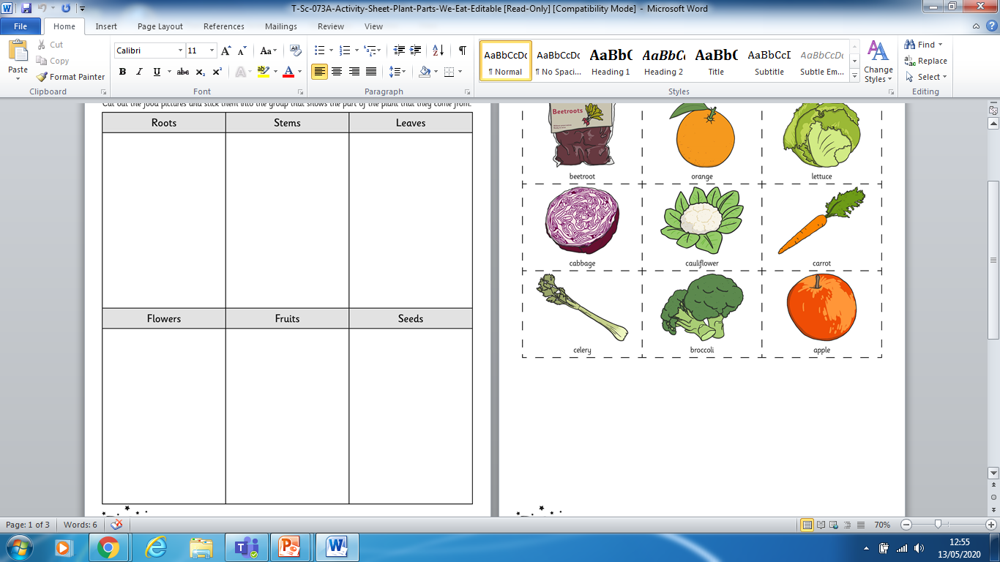 T-Sc-073A-Activity-Sheet-Plant-Parts-We-Eat-Editable [Read-Only] [Compatibility Mode] - Microsoft Word
File Home Insert Page Layout References Mailings Review View
Paste
Cut
Copy
Format Painter
Clipboard
Calibri 11
Font
Paragraph
AaBbCcDc
¶ Normal
AaBbCcDc
¶ No Spaci...
AaBbC
Heading 1
AaBbCc
Heading 2
AaBbC
Title
AaBbCcI
Subtitle
AaBbCcDc
Subtle Em...
Change
Styles
Styles
Find
Replace
Select
Editing
Cut out the food pictures and stick them into the group that shows the part of the plant that they come from.
Roots Stems Leaves
Flowers Fruits Seeds
Beetroots
beetroot orange lettuce
cabbage cauliflower carrot
celery broccoli apple
Page: 1 of 3 Words: 6 70%
12:55
13/05/2020